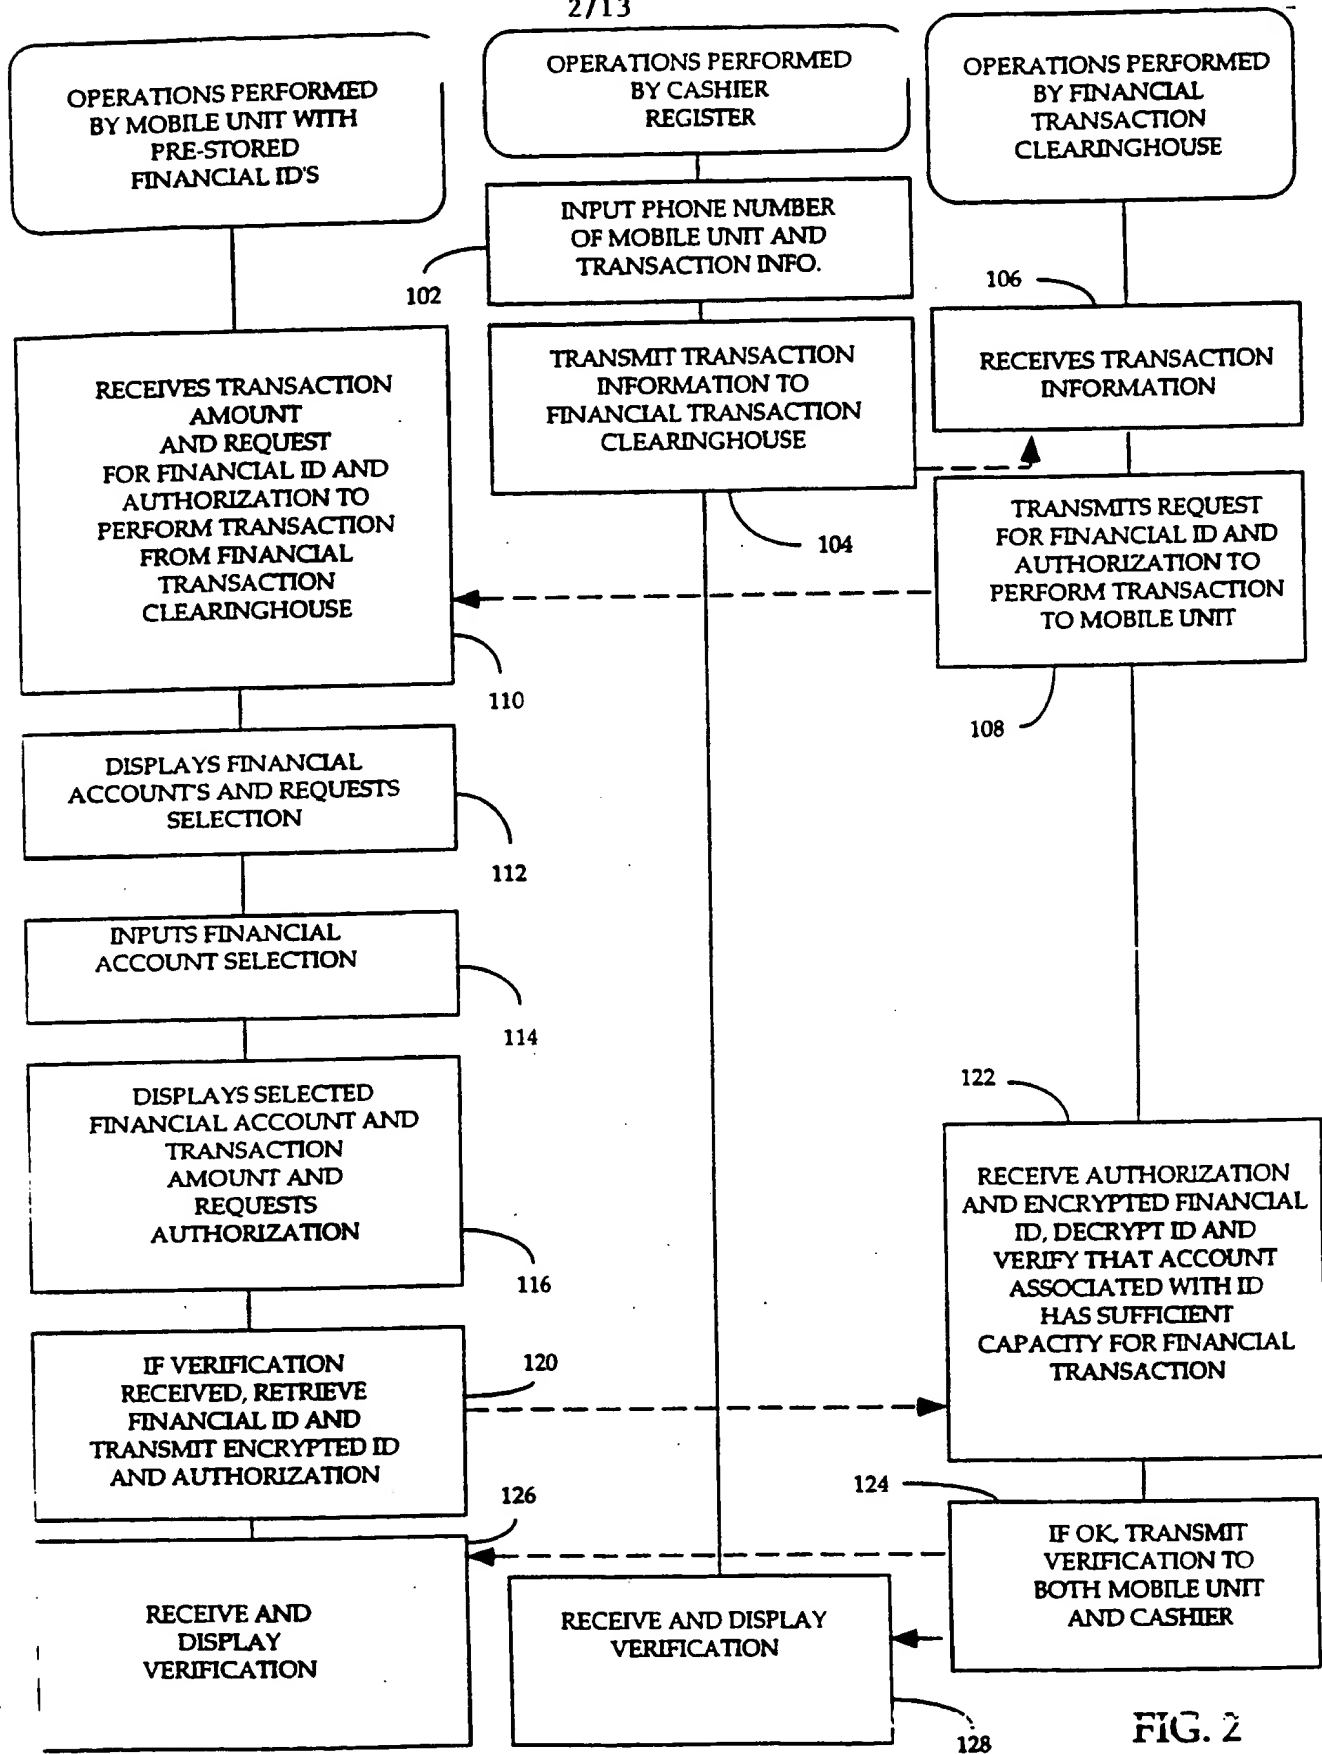 2/13
OPERATIONS PERFORMED
BY MOBILE UNIT WITH
PRE-STORED
FINANCIAL ID'S
OPERATIONS PERFORMED
BY CASHIER
REGISTER
OPERATIONS PERFORMED
BY FINANCIAL
TRANSACTION
CLEARINGHOUSE
INPUT PHONE NUMBER
OF MOBILE UNIT AND
TRANSACTION INFO.
102
TRANSMIT TRANSACTION
INFORMATION TO
FINANCIAL TRANSACTION
CLEARINGHOUSE
104
106
RECEIVES TRANSACTION
INFORMATION
TRANSMITS REQUEST
FOR FINANCIAL ID AND
AUTHORIZATION TO
PERFORM TRANSACTION
TO MOBILE UNIT
108
RECEIVES TRANSACTION
AMOUNT
AND REQUEST
FOR FINANCIAL ID AND
AUTHORIZATION TO
PERFORM TRANSACTION
FROM FINANCIAL
TRANSACTION
CLEARINGHOUSE
110
DISPLAYS FINANCIAL
ACCOUNT'S AND REQUESTS
SELECTION
112
INPUTS FINANCIAL
ACCOUNT SELECTION
114
DISPLAYS SELECTED
FINANCIAL ACCOUNT AND
TRANSACTION
AMOUNT AND
REQUESTS
AUTHORIZATION
116
IF VERIFICATION
RECEIVED, RETRIEVE
FINANCIAL ID AND
TRANSMIT ENCRYPTED ID
AND AUTHORIZATION
120
122
RECEIVE AUTHORIZATION
AND ENCRYPTED FINANCIAL
ID, DECRYPT ID AND
VERIFY THAT ACCOUNT
ASSOCIATED WITH ID
HAS SUFFICIENT
CAPACITY FOR FINANCIAL
TRANSACTION
124
IF OK, TRANSMIT
VERIFICATION TO
BOTH MOBILE UNIT
AND CASHIER
126
RECEIVE AND
DISPLAY
VERIFICATION
RECEIVE AND DISPLAY
VERIFICATION
128
FIG. 2